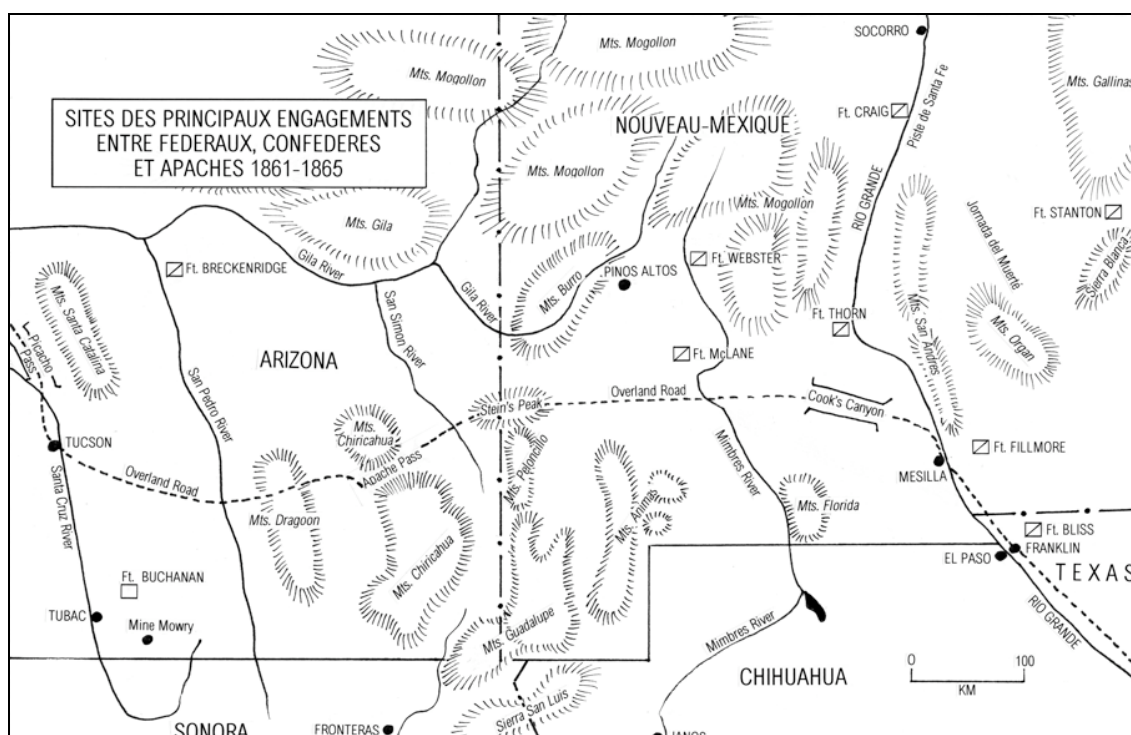 SOCORRO
Mts. Mogollon
Mts. Mogollon
Piste de Santa Fe
Mts. Gallinas
SITES DES PRINCIPAUX ENGAGEMENTS
ENTRE FEDERAUX, CONFEDERES
ET APACHES 1861-1865
Ft. CRAIG
NOUVEAU-MEXIQUE
Mts. Mogollon
Mts. Mogollon
Mts. Gila
RIO GRANDE
Jornada del Muerte
Ft. STANTON
Sierra Blanca
Ft. BRECKENRIDGE
Gila River
Gila River
Mts. Burro
PINOS ALTOS
Ft. WEBSTER
Mts. Santa Catalina
San Simon River
Ft. THORN
Mts. San Andres
Mts. Organ
Picacho
Pass
ARIZONA
San Pedro River
Ft. McLANE
Stein's Peak
Overland Road
Cook's Canyon
Mts.
Chiricahua
TUCSON
Overland Road
Apache Pass
Mts. Peloncillo
Mimbres River
Ft. FILLMORE
MESILLA
Santa Cruz River
Mts. Dragoon
Mts. Animas
Mts. Florida
Mts. Chiricahua
Ft. BLISS
FRANKLIN
EL PASO
TEXAS
Ft. BUCHANAN
TUBAC
Mine Mowry
Mts. Guadalupe
Mimbres River
RIO GRANDE
CHIHUAHUA
0 100
KM
Sierra San Luis
SONORA
FRONTERAS
JANOS